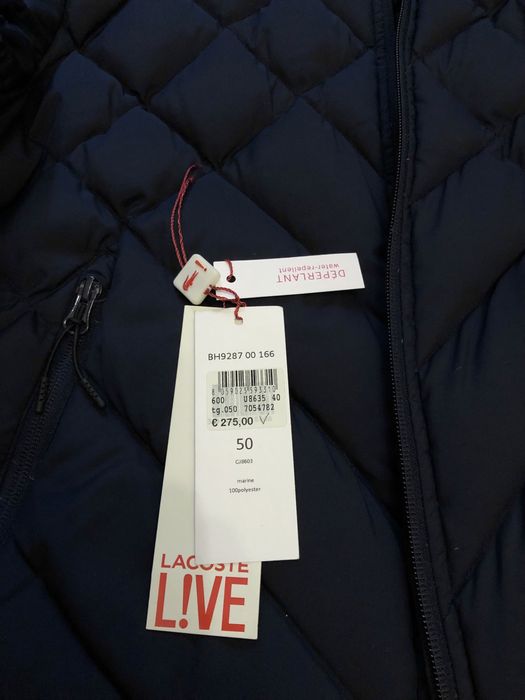 DÉPERLANT
water-repellent
BH9287 00 166
600 U8635 40
tg.050 7054782
€ 275,00
50
marine
100polyester
LACOSTE
L!VE